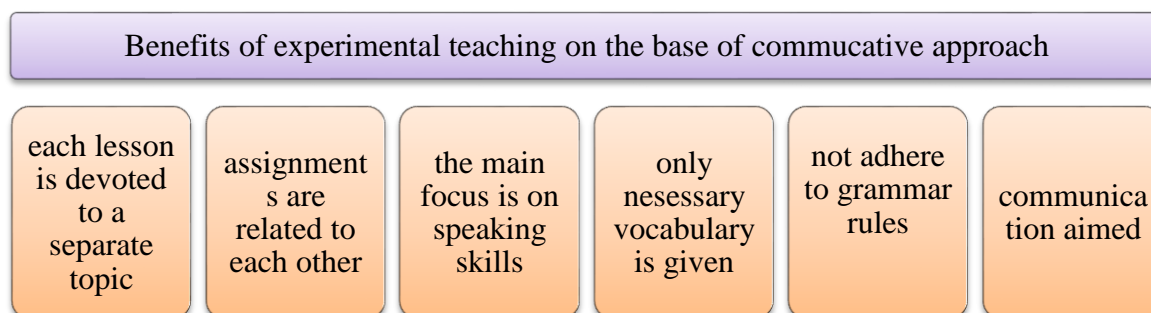 Benefits of experimental teaching on the base of commucative approach
each lesson
is devoted
to a
separate
topic
assignment
s are
related to
each other
the main
focus is on
speaking
skills
only
nesessary
vocabulary
is given
not adhere
to grammar
rules
communica
tion aimed